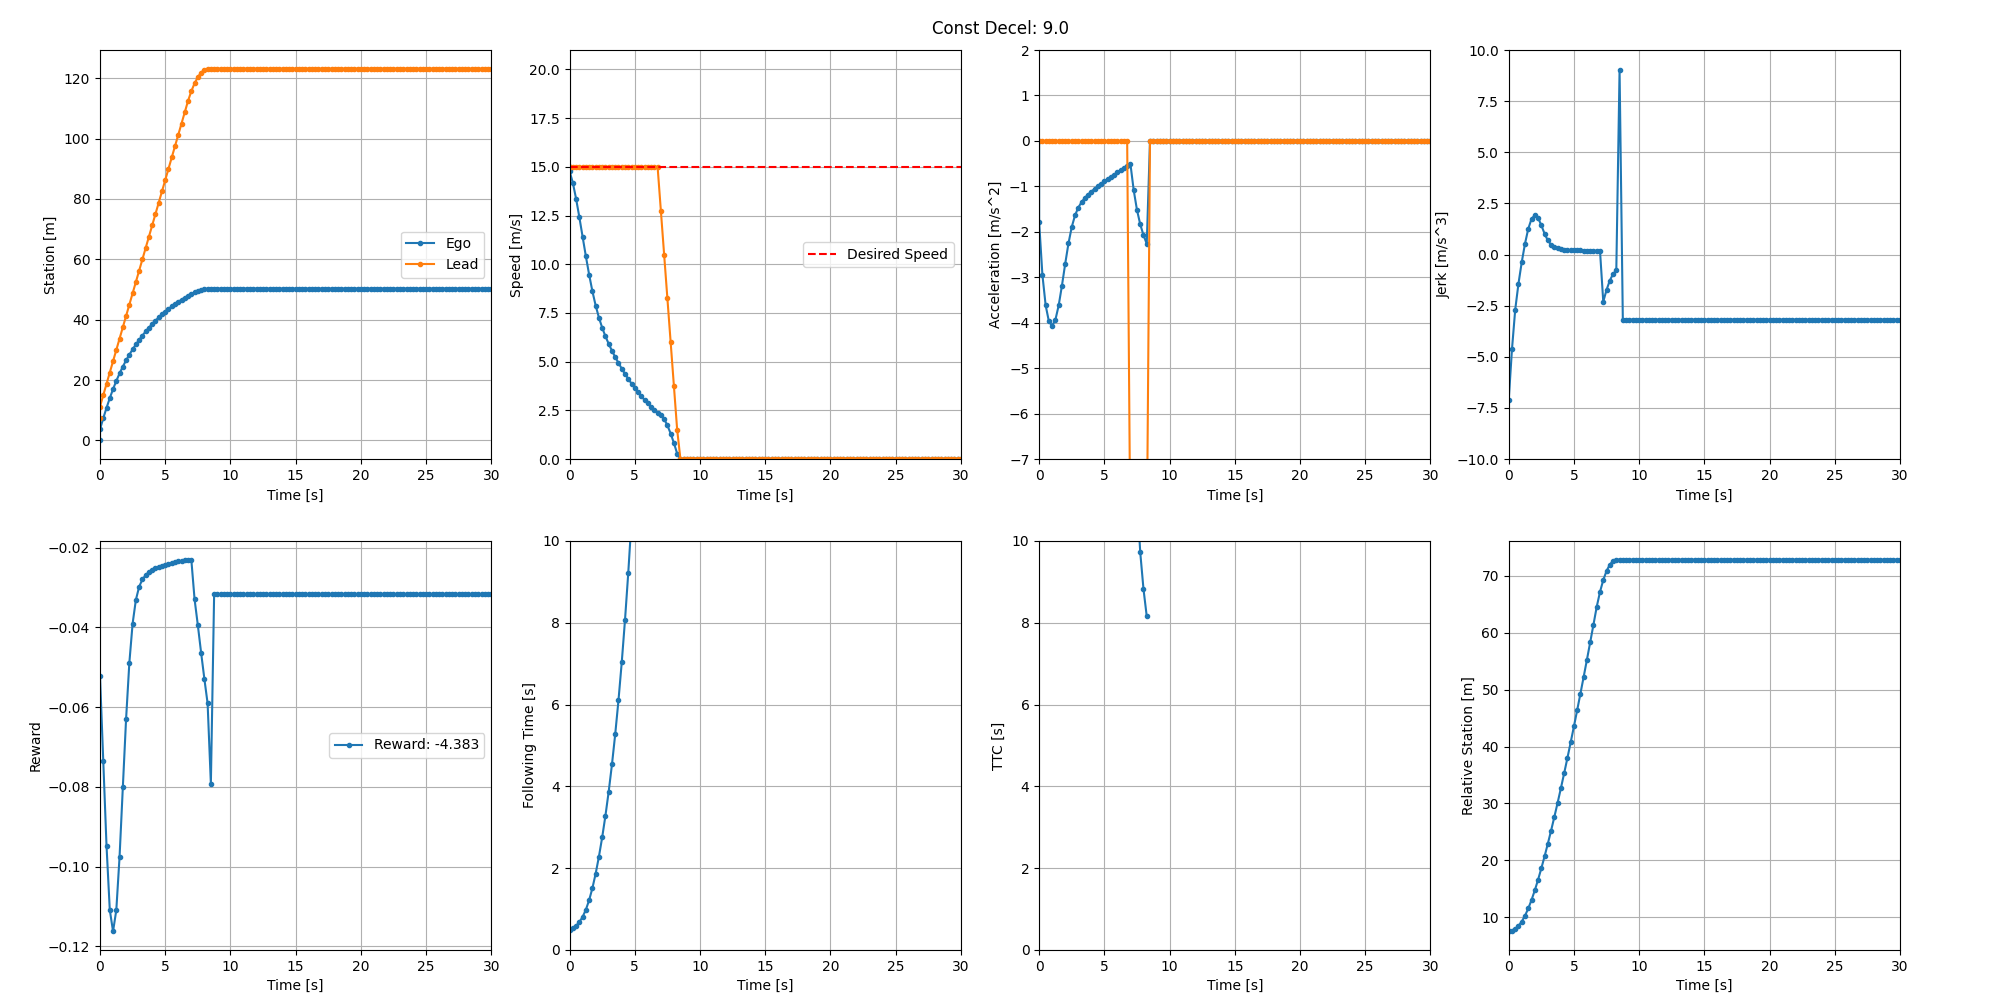 Const Decel: 9.0
120
100
80
60
40
20
0
Station [m]
0 5 10 15 20 25 30
Time [s]
Ego
Lead
20.0
17.5
15.0
12.5
10.0
7.5
5.0
2.5
0.0
Speed [m/s]
0 5 10 15 20 25 30
Time [s]
Desired Speed
2
1
0
−1
−2
−3
−4
−5
−6
−7
Acceleration [m/s^2]
0 5 10 15 20 25 30
Time [s]
10.0
7.5
5.0
2.5
0.0
−2.5
−5.0
−7.5
−10.0
Jerk [m/s^3]
0 5 10 15 20 25 30
Time [s]
−0.02
−0.04
−0.06
−0.08
−0.10
−0.12
Reward
0 5 10 15 20 25 30
Time [s]
Reward: -4.383
10
8
6
4
2
0
Following Time [s]
0 5 10 15 20 25 30
Time [s]
10
8
6
4
2
0
TTC [s]
0 5 10 15 20 25 30
Time [s]
70
60
50
40
30
20
10
Relative Station [m]
0 5 10 15 20 25 30
Time [s]